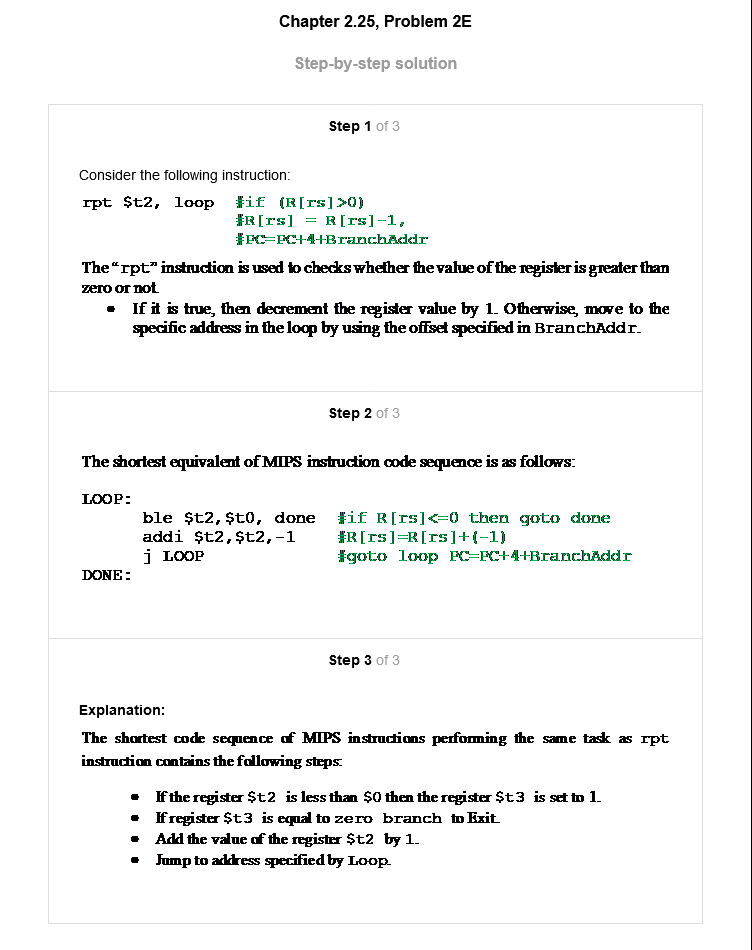 Chapter 2.25, Problem 2E
Step-by-step solution
Step 1 of 3
Consider the following instruction:
rpt $t2, loop #if (R[rs]>0)
#R[rs] = R[rs]-1,
#PC=PC+4+BranchAddr
The "rpt" instruction is used to checks whether the value of the register is greater than
zero or not.
• If it is true, then decrement the register value by 1. Otherwise, move to the
specific address in the loop by using the offset specified in BranchAddr.
Step 2 of 3
The shortest equivalent of MIPS instruction code sequence is as follows:
LOOP:
ble $t2,$t0, done #if R[rs]<=0 then goto done
addi $t2,$t2,-1 #R[rs]=R[rs]+(-1)
j LOOP #goto loop PC=PC+4+BranchAddr
DONE:
Step 3 of 3
Explanation:
The shortest code sequence of MIPS instructions performing the same task as rpt
instruction contains the following steps:
• If the register $t2 is less than $0 then the register $t3 is set to 1.
• If register $t3 is equal to zero branch to Exit.
• Add the value of the register $t2 by 1.
• Jump to address specified by Loop.